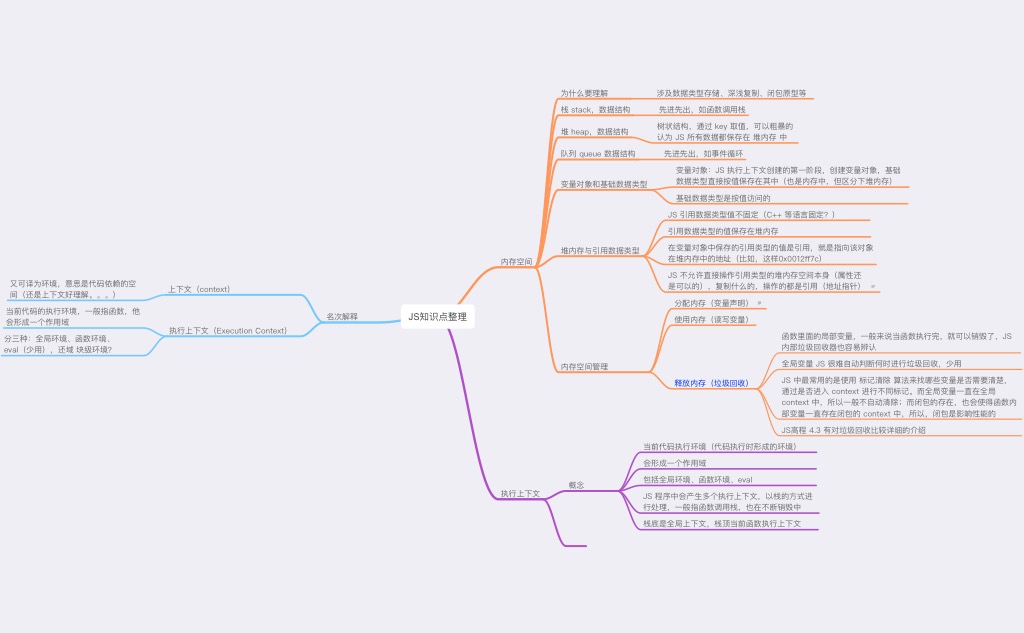 JS知识点整理
名次解释
上下文（context）
又可译为环境，意思是代码依赖的空
间（还是上下文好理解。。。）
执行上下文（Execution Context）
当前代码的执行环境，一般指函数，他
会形成一个作用域
分三种：全局环境、函数环境、
eval（少用），还域 块级环境?
内存空间
为什么要理解
涉及数据类型存储、深浅复制、闭包原型等
栈 stack，数据结构
先进先出，如函数调用栈
堆 heap，数据结构
树状结构，通过 key 取值，可以粗暴的
认为 JS 所有数据都保存在 堆内存 中
队列 queue 数据结构
先进先出，如事件循环
变量对象和基础数据类型
变量对象：JS 执行上下文创建的第一阶段，创建变量对象，基础
数据类型直接按值保存在其中（也是内存中，但区分下堆内存）
基础数据类型是按值访问的
堆内存与引用数据类型
JS 引用数据类型值不固定（C++ 等语言固定？）
引用数据类型的值保存在堆内存
在变量对象中保存的引用类型的值是引用，就是指向该对象
在堆内存中的地址（比如，这样0x0012ff7c）
JS 不允许直接操作引用类型的堆内存空间本身（属性还
是可以的），复制什么的，操作的都是引用（地址指针）
内存空间管理
分配内存（变量声明）
使用内存（读写变量）
释放内存（垃圾回收）
函数里面的局部变量，一般来说当函数执行完，就可以销毁了，JS
内部垃圾回收器也容易辨认
全局变量 JS 很难自动判断何时进行垃圾回收，少用
JS 中最常用的是使用 标记清除 算法来找哪些变量是否需要清楚，
通过是否进入 context 进行不同标记。而全局变量一直在全局
context 中，所以一般不自动清除；而闭包的存在，也会使得函数内
部变量一直存在闭包的 context 中，所以，闭包是影响性能的
JS高程 4.3 有对垃圾回收比较详细的介绍
执行上下文
概念
当前代码执行环境（代码执行时形成的环境）
会形成一个作用域
包括全局环境、函数环境、eval
JS 程序中会产生多个执行上下文，以栈的方式进
行处理，一般指函数调用栈，也在不断销毁中
栈底是全局上下文，栈顶当前函数执行上下文